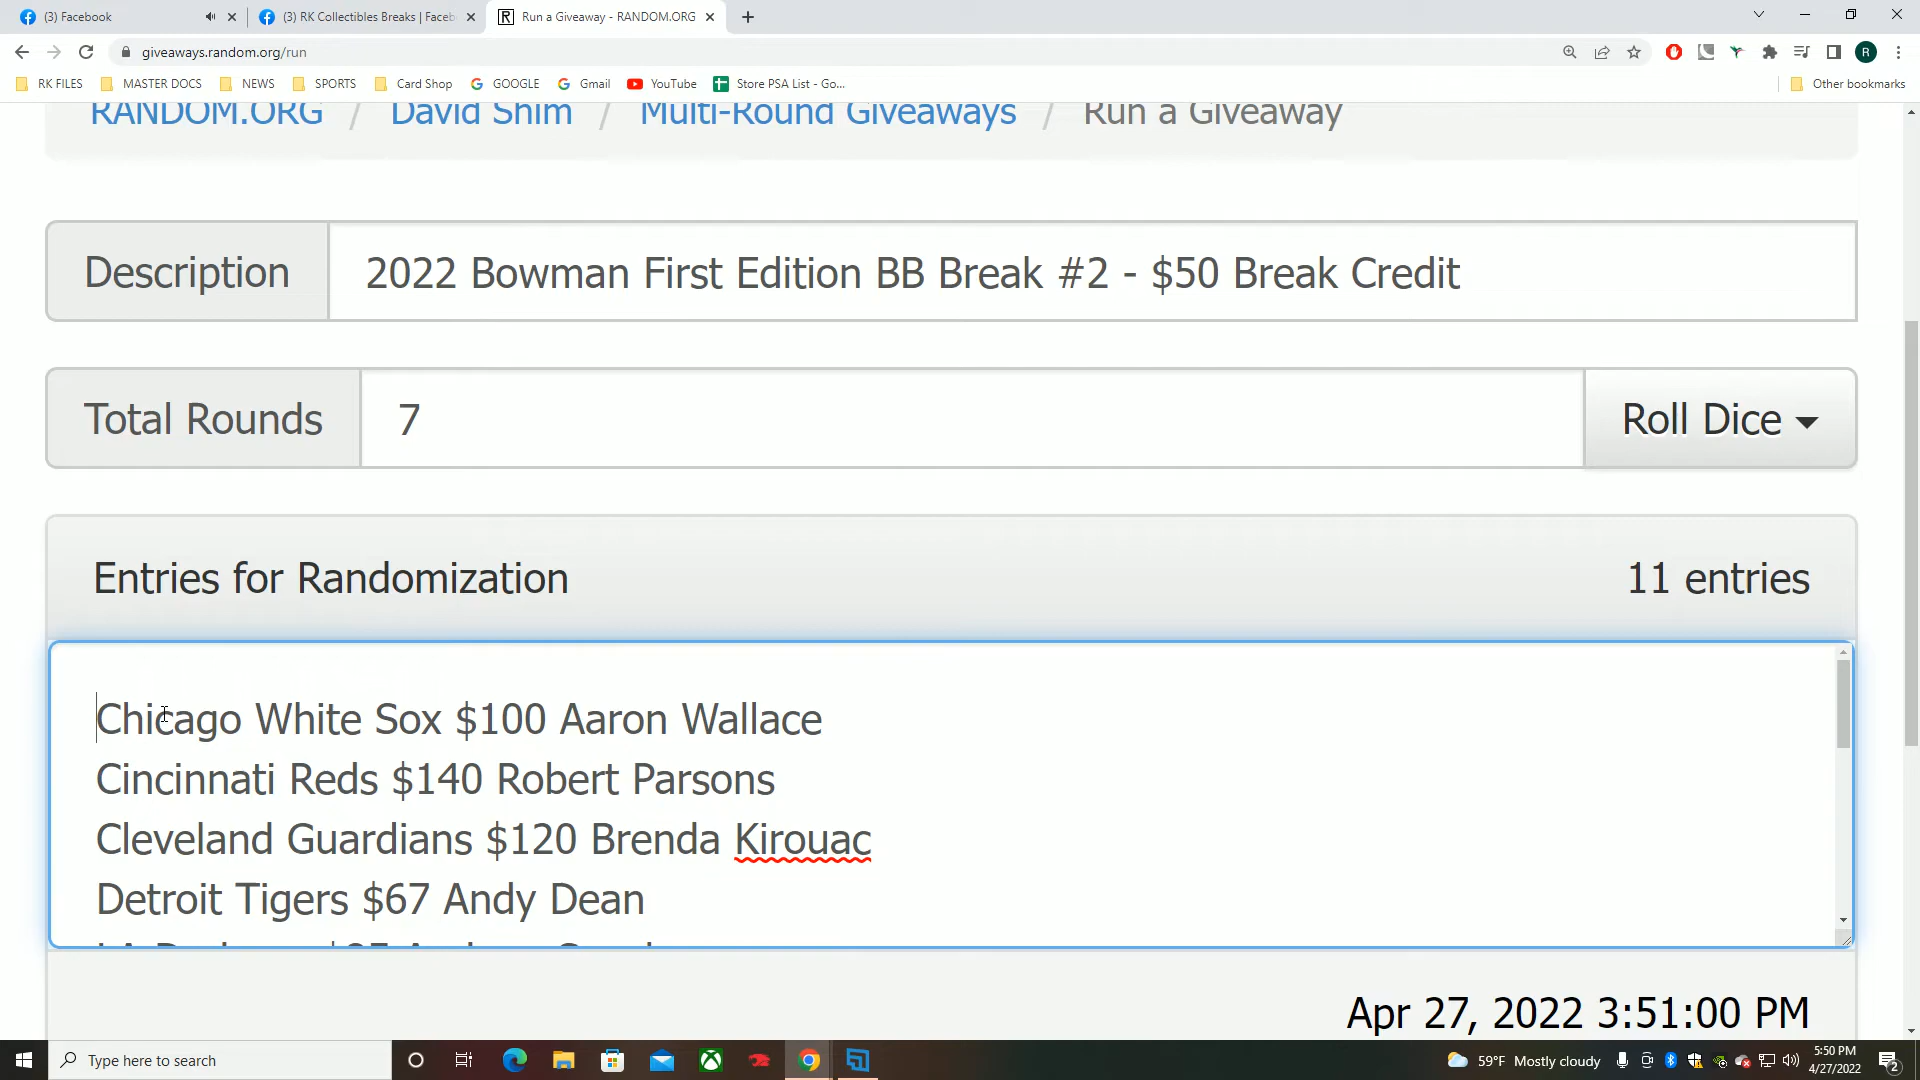 (3) Facebook
(3) RK Collectibles Breaks | Faceb
Run a Giveaway - RANDOM.ORG
giveaways.random.org/run
RK FILES
MASTER DOCS
NEWS
SPORTS
Card Shop
GOOGLE
Gmail
YouTube
Store PSA List - Go...
Other bookmarks
RANDOM.ORG / David Shim / Multi-Round Giveaways / Run a Giveaway
Description
2022 Bowman First Edition BB Break #2 - $50 Break Credit
Total Rounds
7
Roll Dice
Entries for Randomization
11 entries
Chicago White Sox $100 Aaron Wallace
Cincinnati Reds $140 Robert Parsons
Cleveland Guardians $120 Brenda Kirouac
Detroit Tigers $67 Andy Dean
Apr 27, 2022 3:51:00 PM
Type here to search
59°F Mostly cloudy
5:50 PM
4/27/2022
2